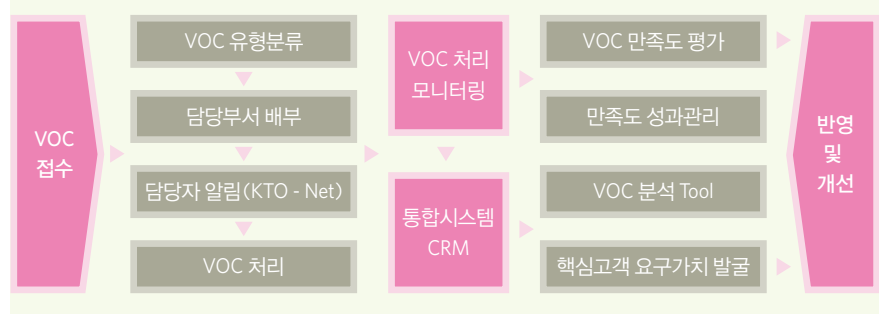 VOC
접수
VOC 유형분류
담당부서 배부
담당자 알림(KTO - Net)
VOC 처리
VOC 처리
모니터링
통합시스템
CRM
VOC 만족도 평가
만족도 성과관리
VOC 분석 Tool
핵심고객 요구가치 발굴
반영
및
개선